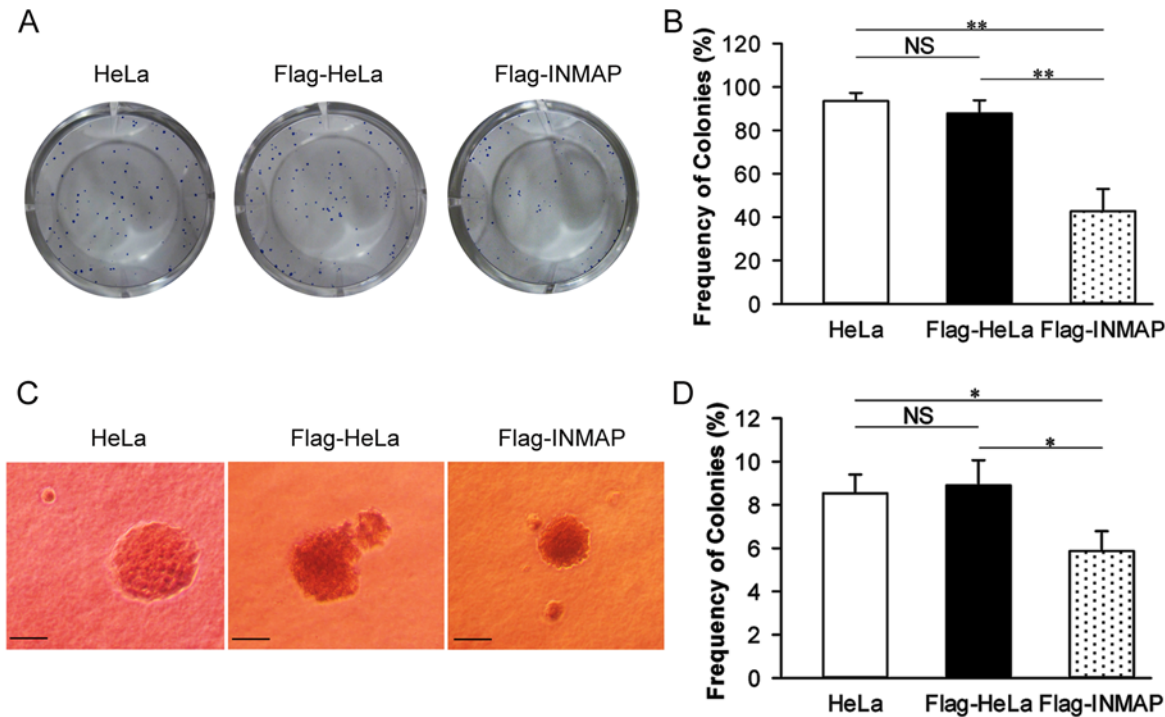 A
HeLa
Flag-HeLa
Flag-INMAP
B
Frequency of Colonies (%)
120
100
80
60
40
20
0
**
NS
**
HeLa
Flag-HeLa
Flag-INMAP
C
HeLa
Flag-HeLa
Flag-INMAP
D
Frequency of Colonies (%)
12
10
8
6
4
2
0
*
NS
*
HeLa
Flag-HeLa
Flag-INMAP